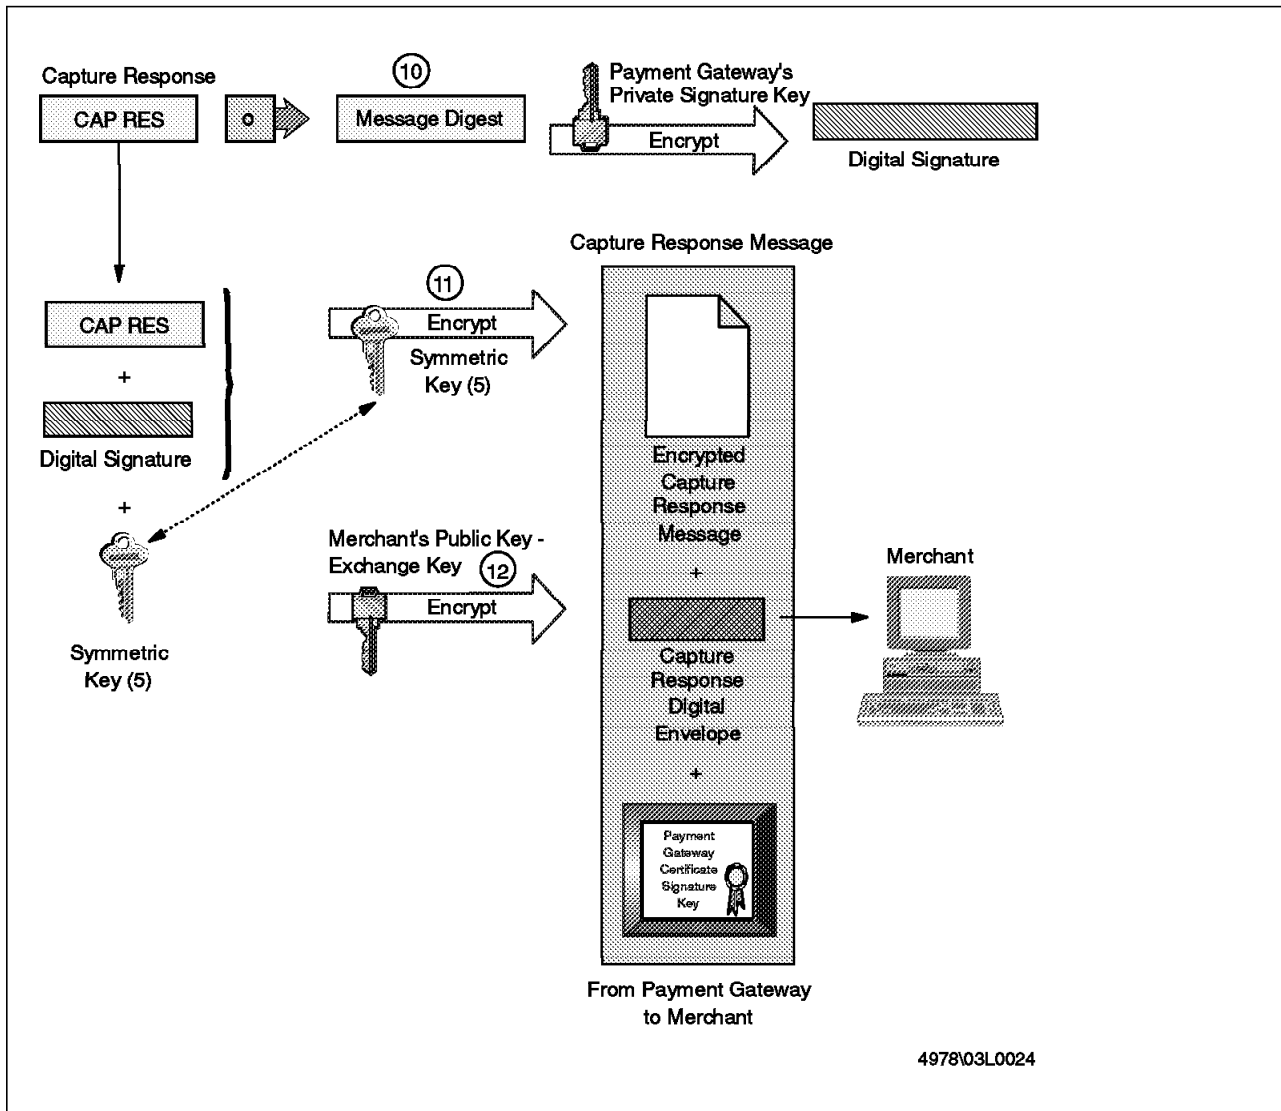 Capture Response
CAP RES
10
Message Digest
Payment Gateway's
Private Signature Key
Encrypt
Digital Signature
Capture Response Message
CAP RES
+
Digital Signature
+
Symmetric
Key (5)
11
Encrypt
Symmetric
Key (5)
Merchant's Public Key -
Exchange Key
12
Encrypt
Encrypted
Capture
Response
Message
+
Capture
Response
Digital
Envelope
+
Payment
Gateway
Certificate
Signature
Key
Merchant
From Payment Gateway
to Merchant
4978\03L0024